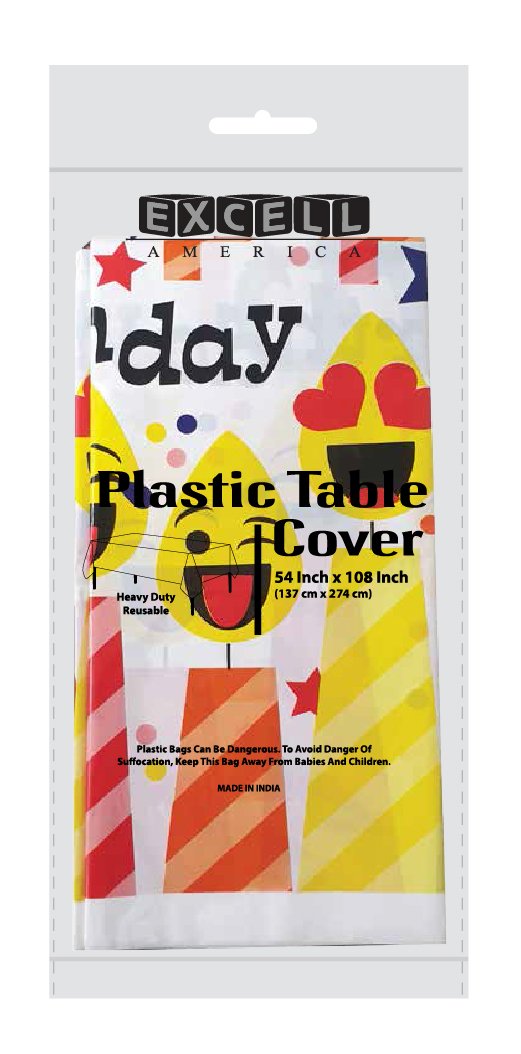 EXCELL
AMERICA
day
Plastic Table
Cover
54 Inch x 108 Inch
(137 cm x 274 cm)
Heavy Duty
Reusable
Plastic Bags Can Be Dangerous. To Avoid Danger Of
Suffocation, Keep This Bag Away From Babies And Children.
MADE IN INDIA